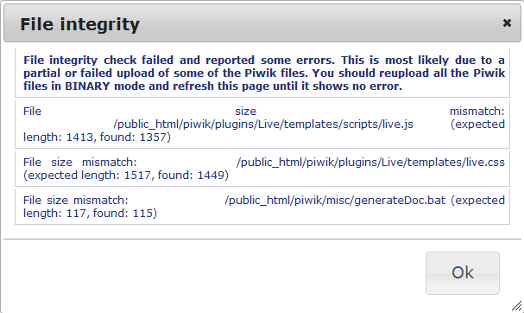 File integrity
File integrity check failed and reported some errors. This is most likely due to a
partial or failed upload of some of the Piwik files. You should reupload all the Piwik
files in BINARY mode and refresh this page until it shows no error.
File size mismatch:
/public_html/piwik/plugins/Live/templates/scripts/live.js (expected
length: 1413, found: 1357)
File size mismatch: /public_html/piwik/plugins/Live/templates/live.css
(expected length: 1517, found: 1449)
File size mismatch: /public_html/piwik/misc/generateDoc.bat (expected
length: 117, found: 115)
Ok